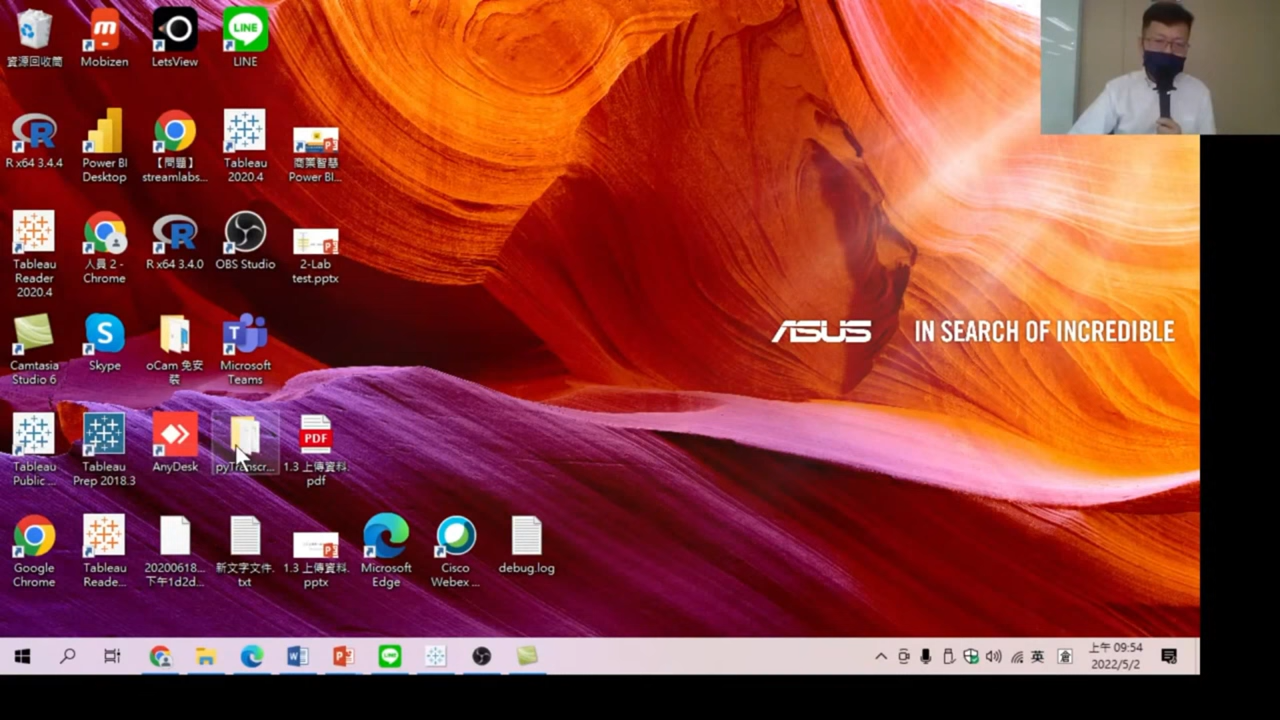 資源回收筒
Mobizen
LetsView
LINE
LINE
R x64 3.4.4
Power BI
Desktop
【問題】
streamlabs...
Tableau
2020.4
商業智慧
Power BI...
Tableau
Reader
2020.4
人員 2 -
Chrome
R x64 3.4.0
OBS Studio
2-Lab
test.pptx
ASUS
IN SEARCH OF INCREDIBLE
Camtasia
Studio 6
Skype
oCam 免安
裝
Microsoft
Teams
Tableau
Public ...
Tableau
Prep 2018.3
AnyDesk
pyTranscr...
PDF
1.3 上傳資料.
pdf
Google
Chrome
Tableau
Reade...
20200618...
下午1d2d...
新文字文件.
txt
1.3 上傳資料.
pptx
Microsoft
Edge
Cisco
Webex ...
debug.log
英
上午 09:54
2022/5/2